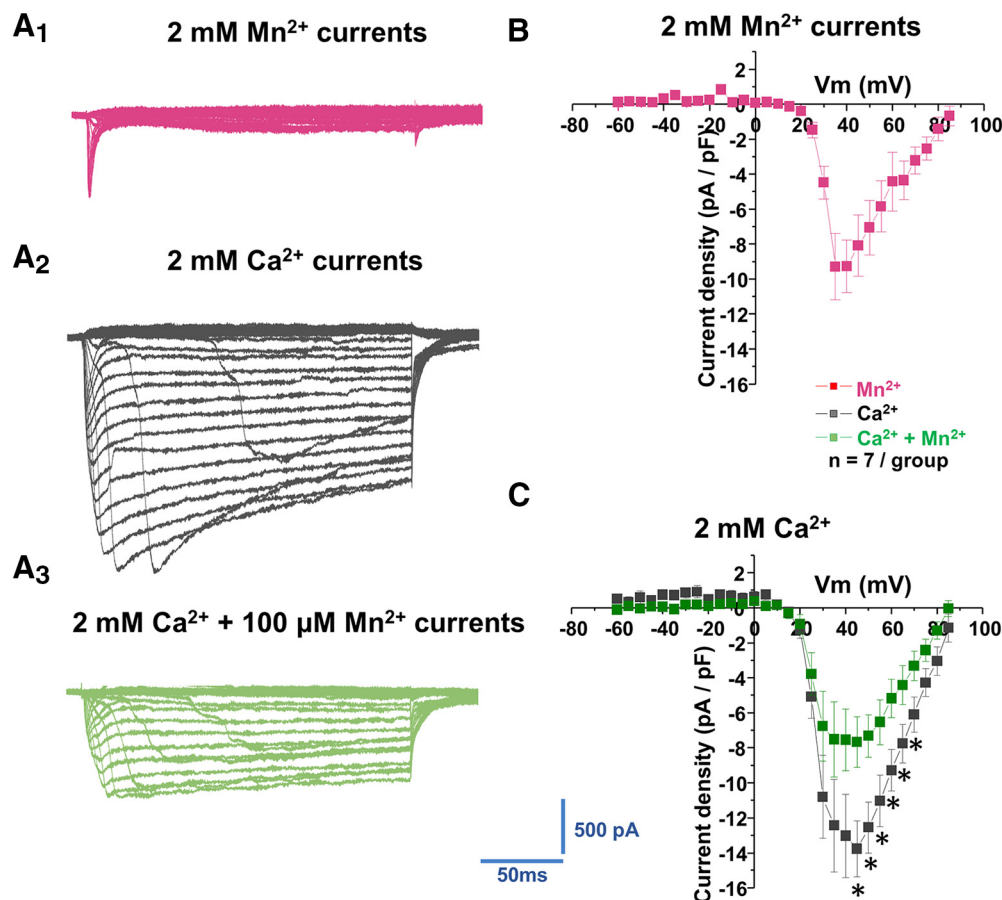 A1
2 mM Mn²⁺ currents
A2
2 mM Ca²⁺ currents
A3
2 mM Ca²⁺ + 100 µM Mn²⁺ currents
500 pA
50ms
B
2 mM Mn²⁺ currents
Vm (mV)
2
0
-2
-4
-6
-8
-10
-12
-14
-16
-80 -60 -40 -20 0 20 40 60 80 100
Current density (pA / pF)
Mn²⁺
Ca²⁺
Ca²⁺ + Mn²⁺
n = 7 / group
C
2 mM Ca²⁺
Vm (mV)
2
0
-2
-4
-6
-8
-10
-12
-14
-16
-80 -60 -40 -20 0 20 40 60 80 100
Current density (pA / pF)
* * * * * *